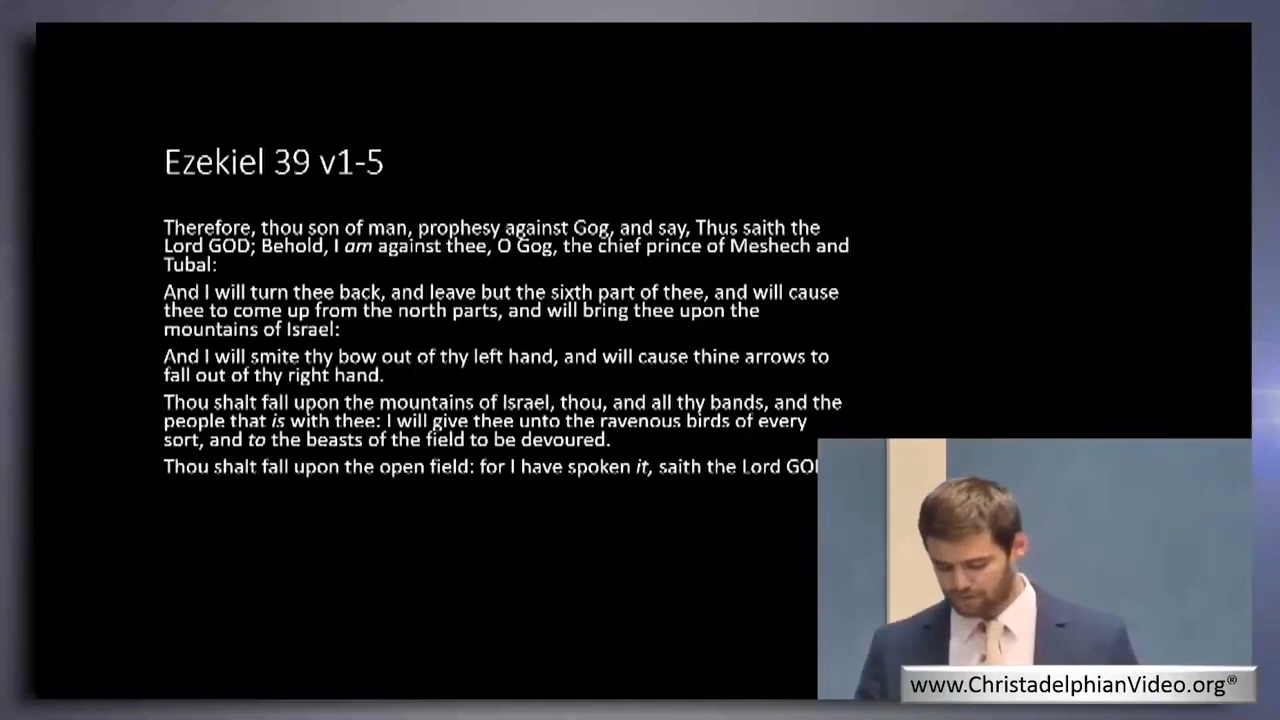 Ezekiel 39 v1-5
Therefore, thou son of man, prophesy against Gog, and say, Thus saith the
Lord GOD; Behold, I am against thee, O Gog, the chief prince of Meshech and
Tubal:
And I will turn thee back, and leave but the sixth part of thee, and will cause
thee to come up from the north parts, and will bring thee upon the
mountains of Israel:
And I will smite thy bow out of thy left hand, and will cause thine arrows to
fall out of thy right hand.
Thou shalt fall upon the mountains of Israel, thou, and all thy bands, and the
people that is with thee: I will give thee unto the ravenous birds of every
sort, and to the beasts of the field to be devoured.
Thou shalt fall upon the open field: for I have spoken it, saith the Lord GO
www.ChristadelphianVideo.org®